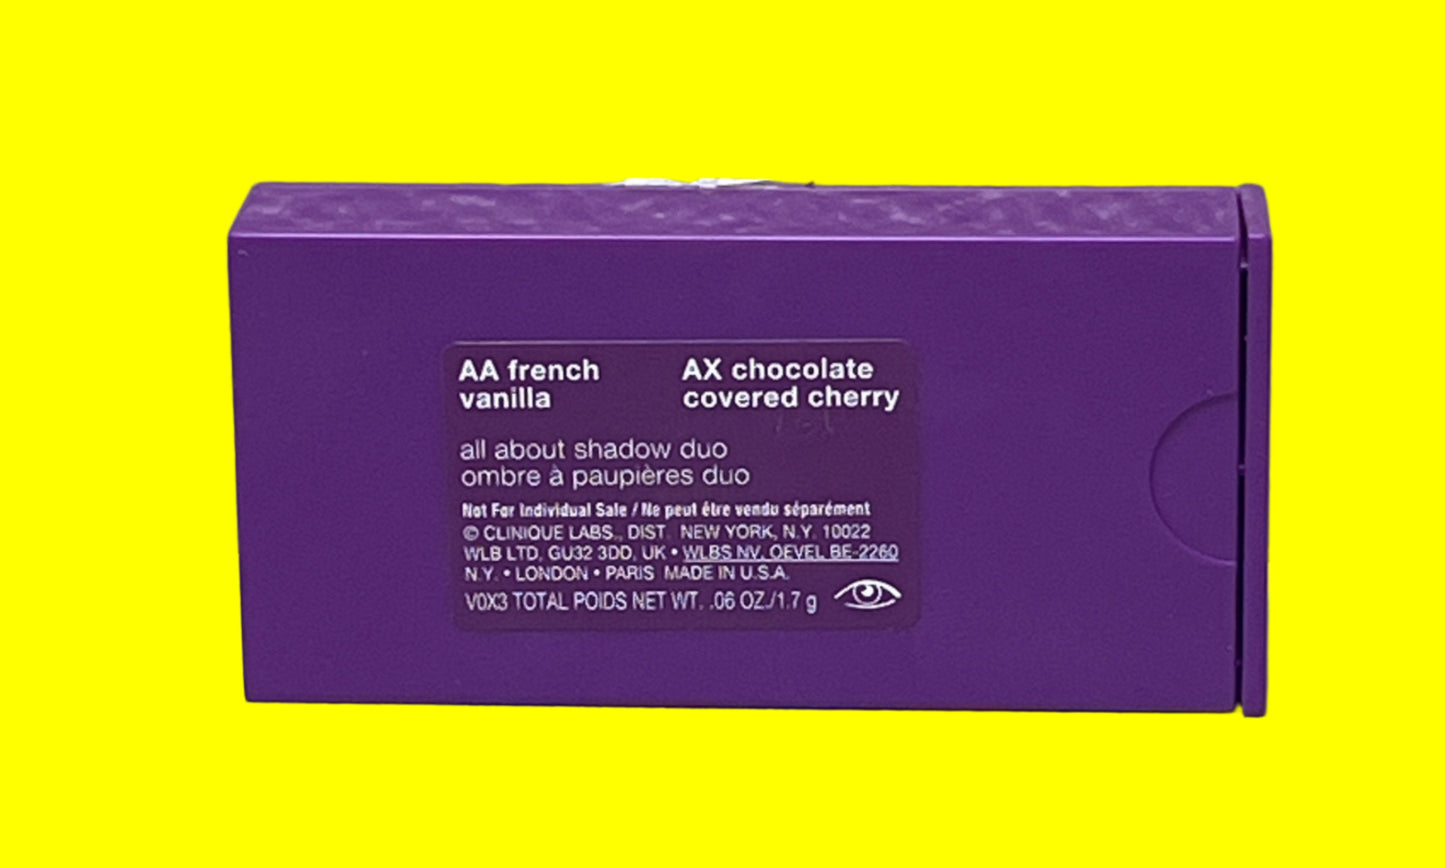 AA french
vanilla
AX chocolate
covered cherry
all about shadow duo
ombre à paupières duo
Not For Individual Sale / Ne peut être vendu séparément
© CLINIQUE LABS., DIST. NEW YORK, N.Y. 10022
WLB LTD, GU32 3DD, UK • WLBS NV, OEVEL BE-2260
N.Y. • LONDON • PARIS MADE IN U.S.A.
V0X3 TOTAL POIDS NET WT. .06 OZ./1.7 g